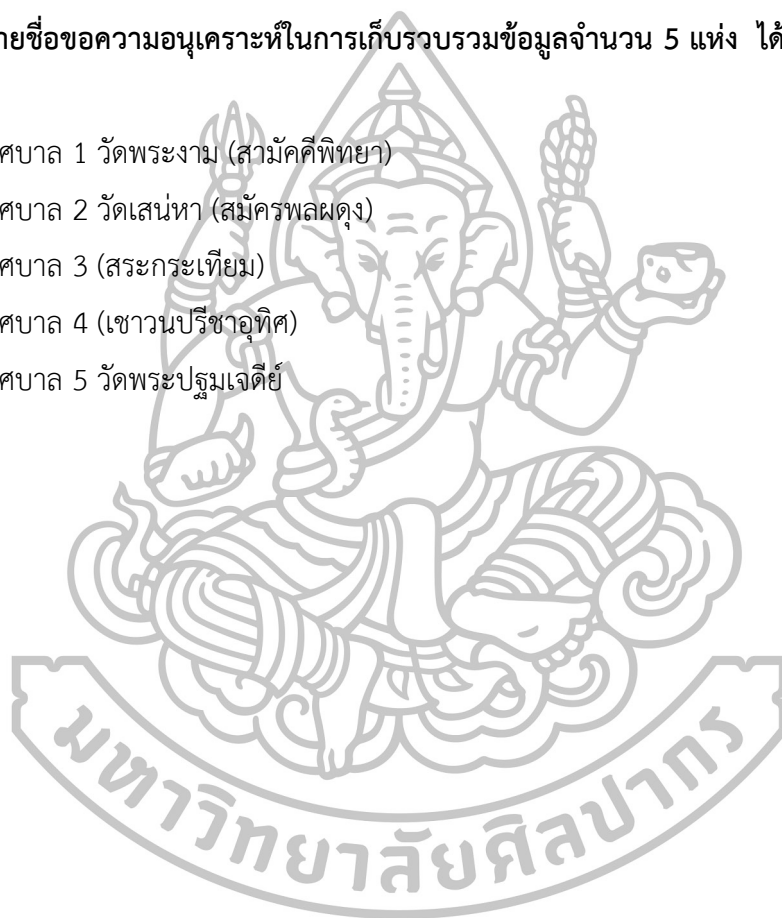 ายชื่อขอความอนุเคราะห์ในการเก็บรวบรวมข้อมูลจำนวน 5 แห่ง ได้
ศบาล 1 วัดพระงาม (สามัคคีพิทยา)
ศบาล 2 วัดเสน่หา (สมัครพลผดุง)
ศบาล 3 (สระกระเทียม)
ศบาล 4 (เชาวนปรีชาอุทิศ)
ศบาล 5 วัดพระปฐมเจดีย์
มหาวิทยาลัยศิลปากร